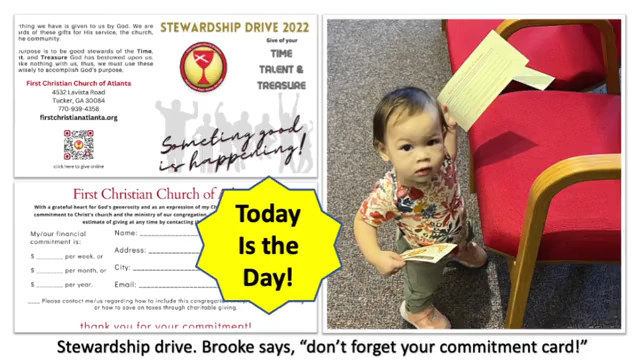 thing we have is given to us by God. We are
rds of these gifts for His service, the church,
he community.
urpose is to be good stewards of the Time,
nt, and Treasure God has bestowed upon us,
ke nothing with us, thus, we must use these
wisely to accomplish God's purpose.
First Christian Church of Atlanta
4532 Lavista Road
Tucker, GA 30084
770-939-4358
firstchristianatlanta.org
click here to give online
STEWARDSHIP DRIVE 2022
Give of your
TIME
TALENT &
TREASURE
Someting good
is happening!
First Christian Church of A
With a grateful heart for God's generosity and as an expression of my Ch
commitment to Christ's church and the ministry of our congregation,
estimate of giving at any time by contacting
My/our financial
commitment is:
$ ______ per week, or
$ ______ per month, or
$ ______ per year.
Name:
Address:
City:
Email:
___ Please contact me/us regarding how to include this congregation
or how to save on taxes through charitable giving.
thank you for your commitment!
Today
Is the
Day!
Stewardship drive. Brooke says, “don’t forget your commitment card!”